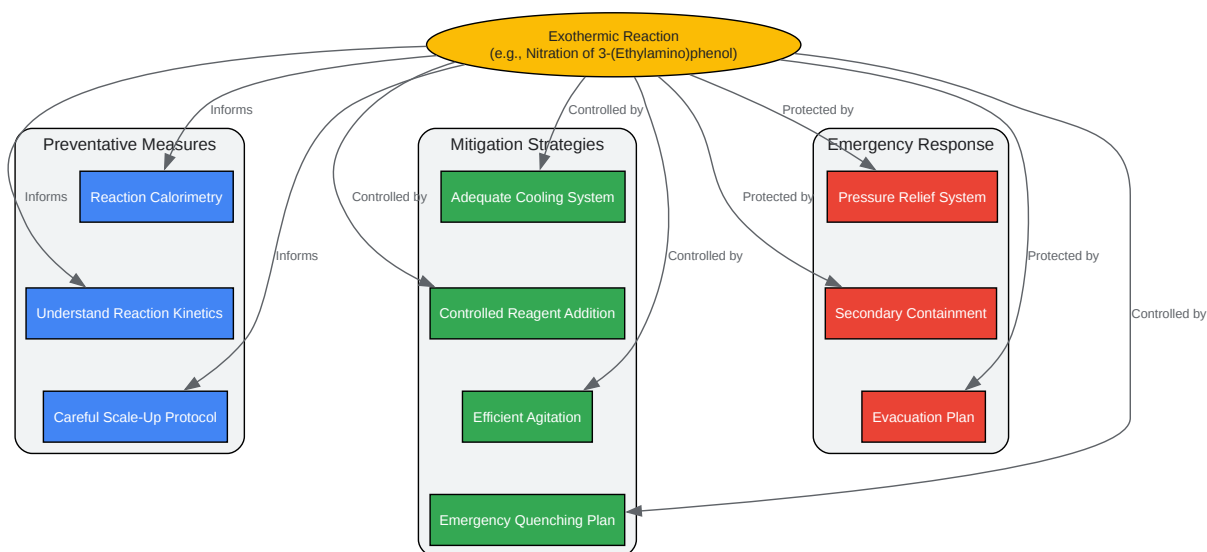 Exothermic Reaction
(e.g., Nitration of 3-(Ethylamino)phenol)
Informs
Controlled by
Protected by
Preventative Measures
Mitigation Strategies
Emergency Response
Reaction Calorimetry
Informs
Controlled by
Adequate Cooling System
Protected by
Pressure Relief System
Informs
Controlled by
Protected by
Understand Reaction Kinetics
Controlled Reagent Addition
Secondary Containment
Controlled by
Careful Scale-Up Protocol
Efficient Agitation
Evacuation Plan
Emergency Quenching Plan